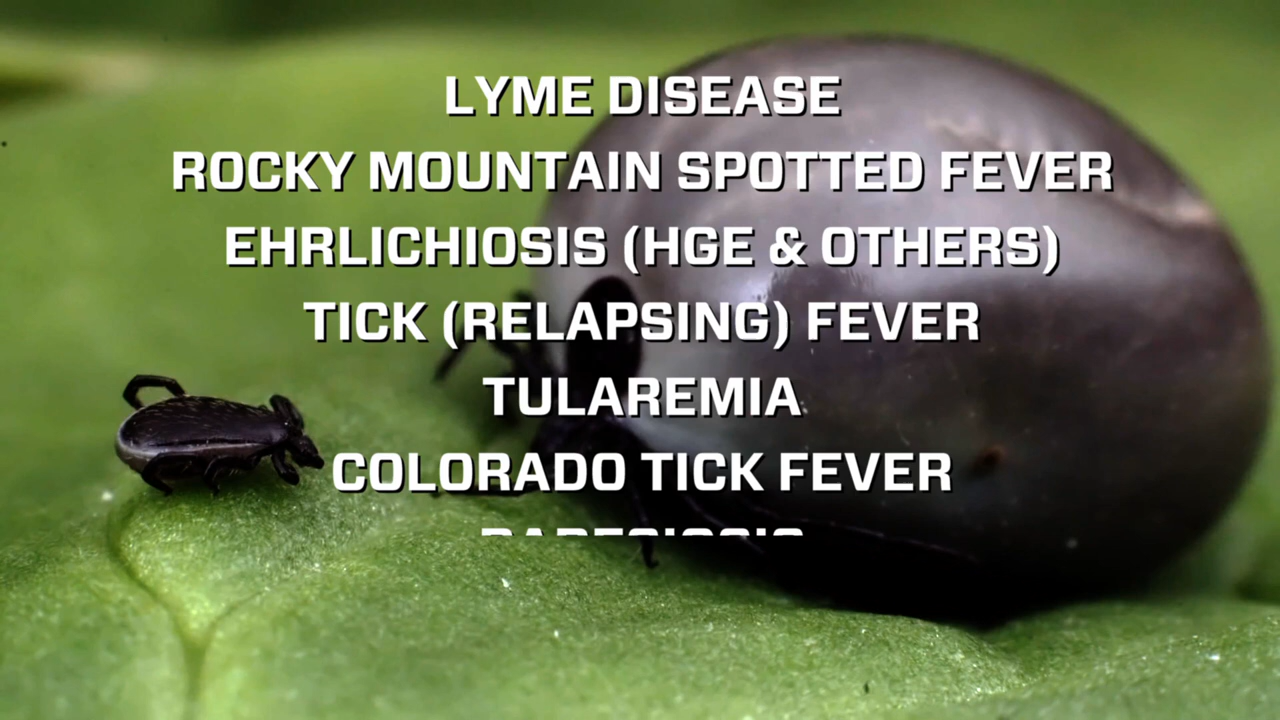 LYME DISEASE
ROCKY MOUNTAIN SPOTTED FEVER
EHRLICHIOSIS (HGE & OTHERS)
TICK (RELAPSING) FEVER
TULAREMIA
COLORADO TICK FEVER